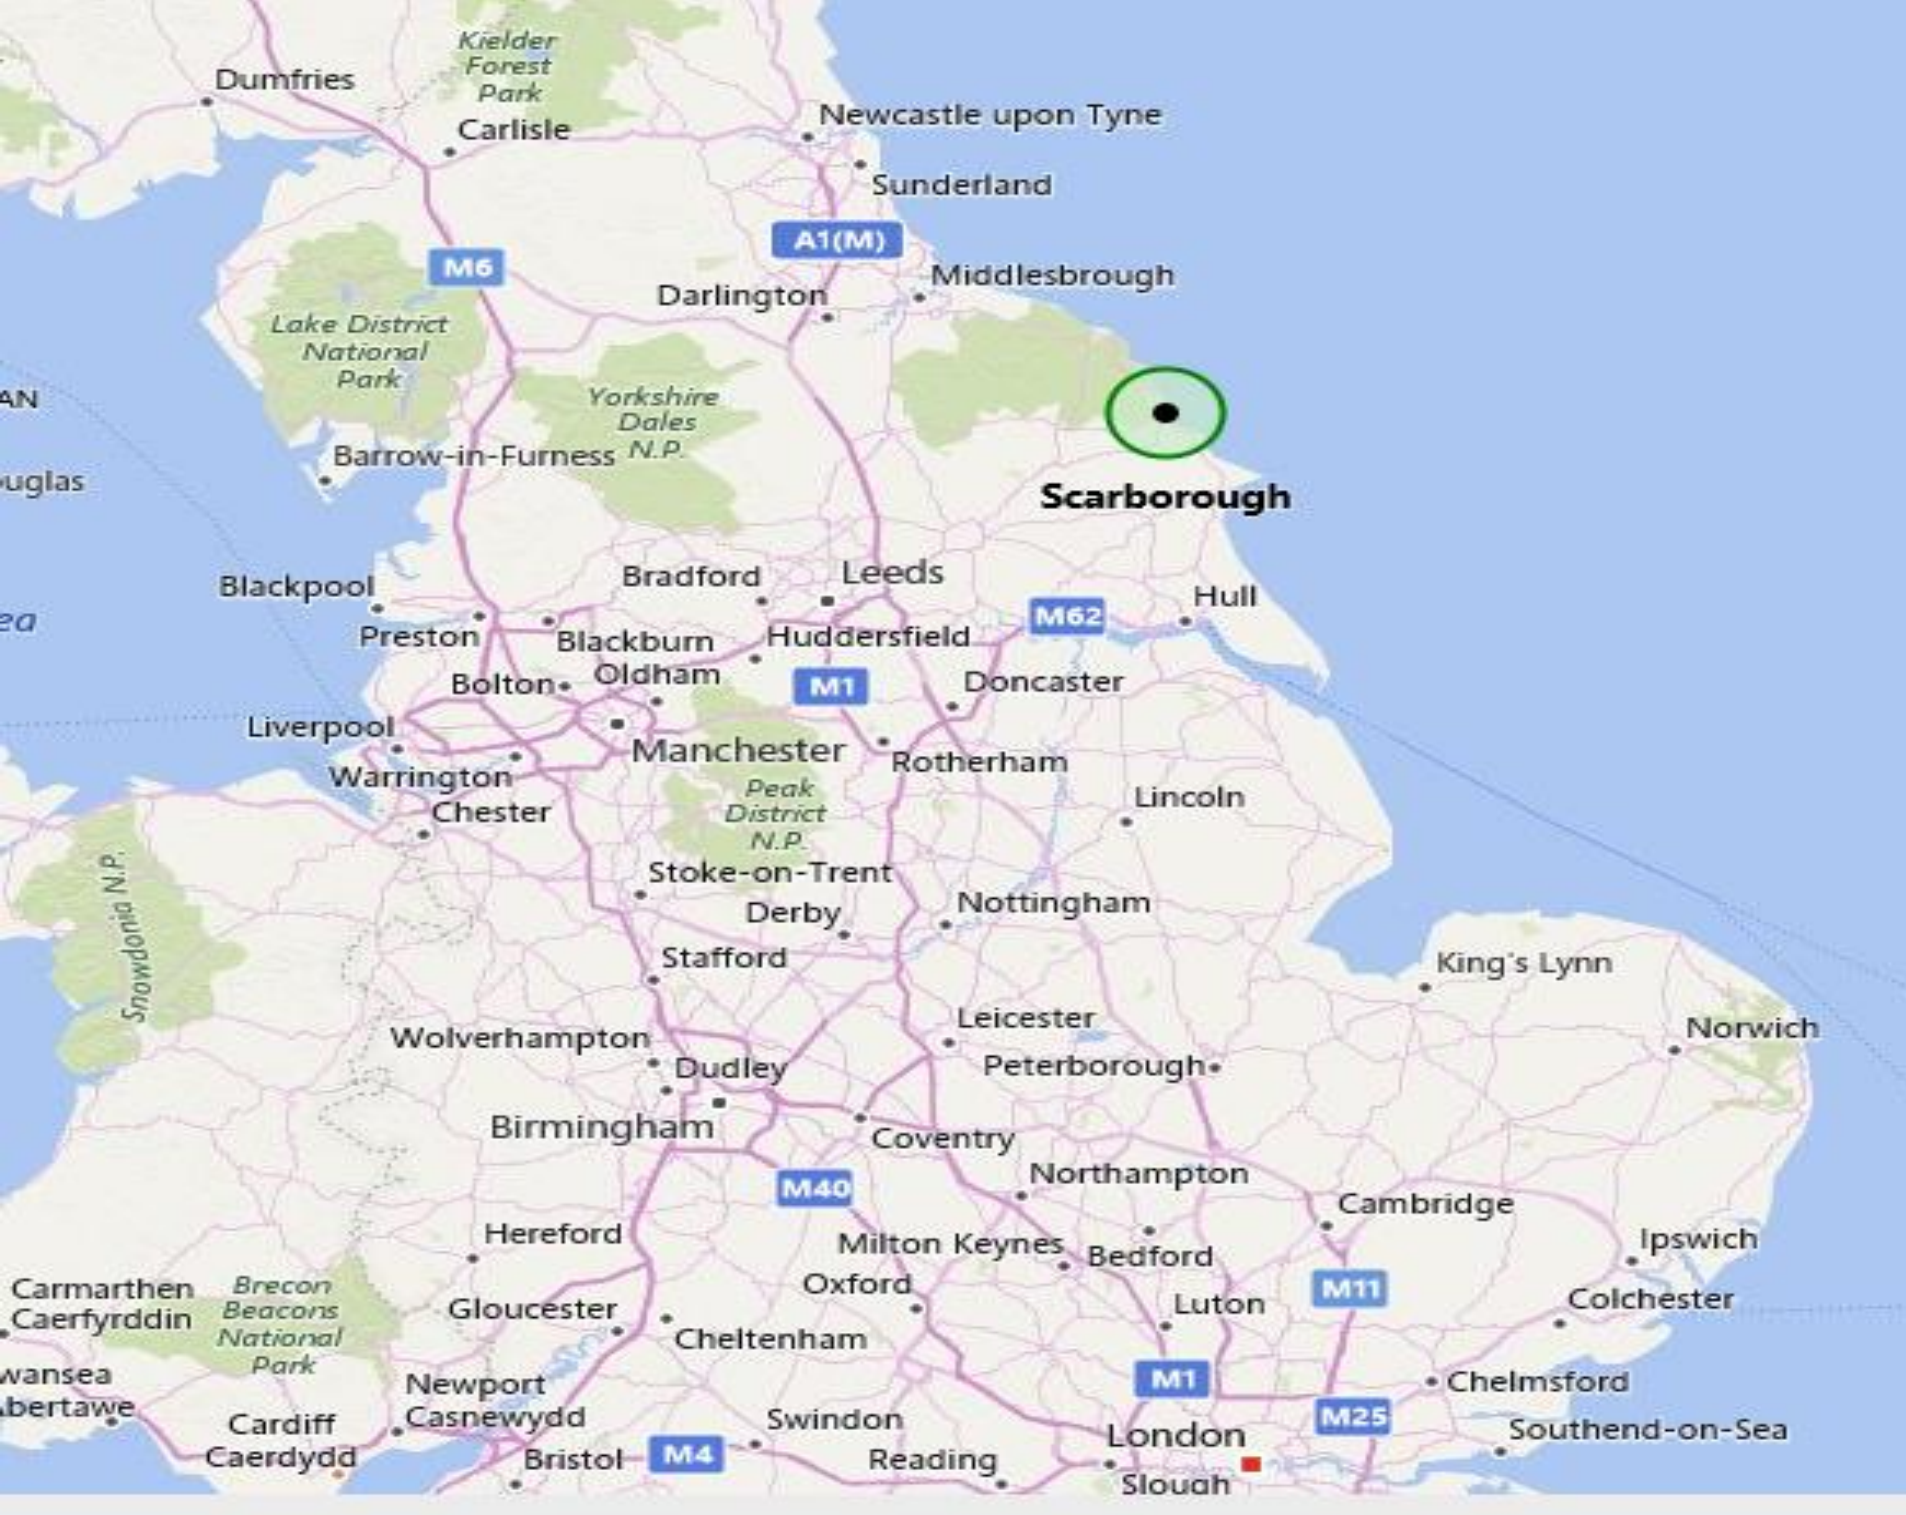 Kielder
Forest
Park
Dumfries
Carlisle
Newcastle upon Tyne
Sunderland
A1(M)
M6
Middlesbrough
Darlington
Lake District
National
Park
Yorkshire
Dales
N.P.
AN
Barrow-in-Furness
uglas
Scarborough
Blackpool
Bradford
Leeds
Hull
ea
M62
Preston
Blackburn
Huddersfield
Oldham
Bolton
M1
Doncaster
Liverpool
Manchester
Rotherham
Warrington
Peak
District
N.P.
Lincoln
Chester
Snowdonia N.P.
Stoke-on-Trent
Derby
Nottingham
Stafford
King's Lynn
Leicester
Norwich
Wolverhampton
Dudley
Peterborough
Birmingham
Coventry
Northampton
M40
Cambridge
Hereford
Milton Keynes
Bedford
Ipswich
Carmarthen
Caerfyrddin
Brecon
Beacons
National
Park
Oxford
M11
Gloucester
Luton
Colchester
Cheltenham
wansea
bertawe
Newport
Casnewydd
M1
Chelmsford
Cardiff
Caerdydd
Swindon
M25
London
Southend-on-Sea
Bristol
M4
Reading
Slough